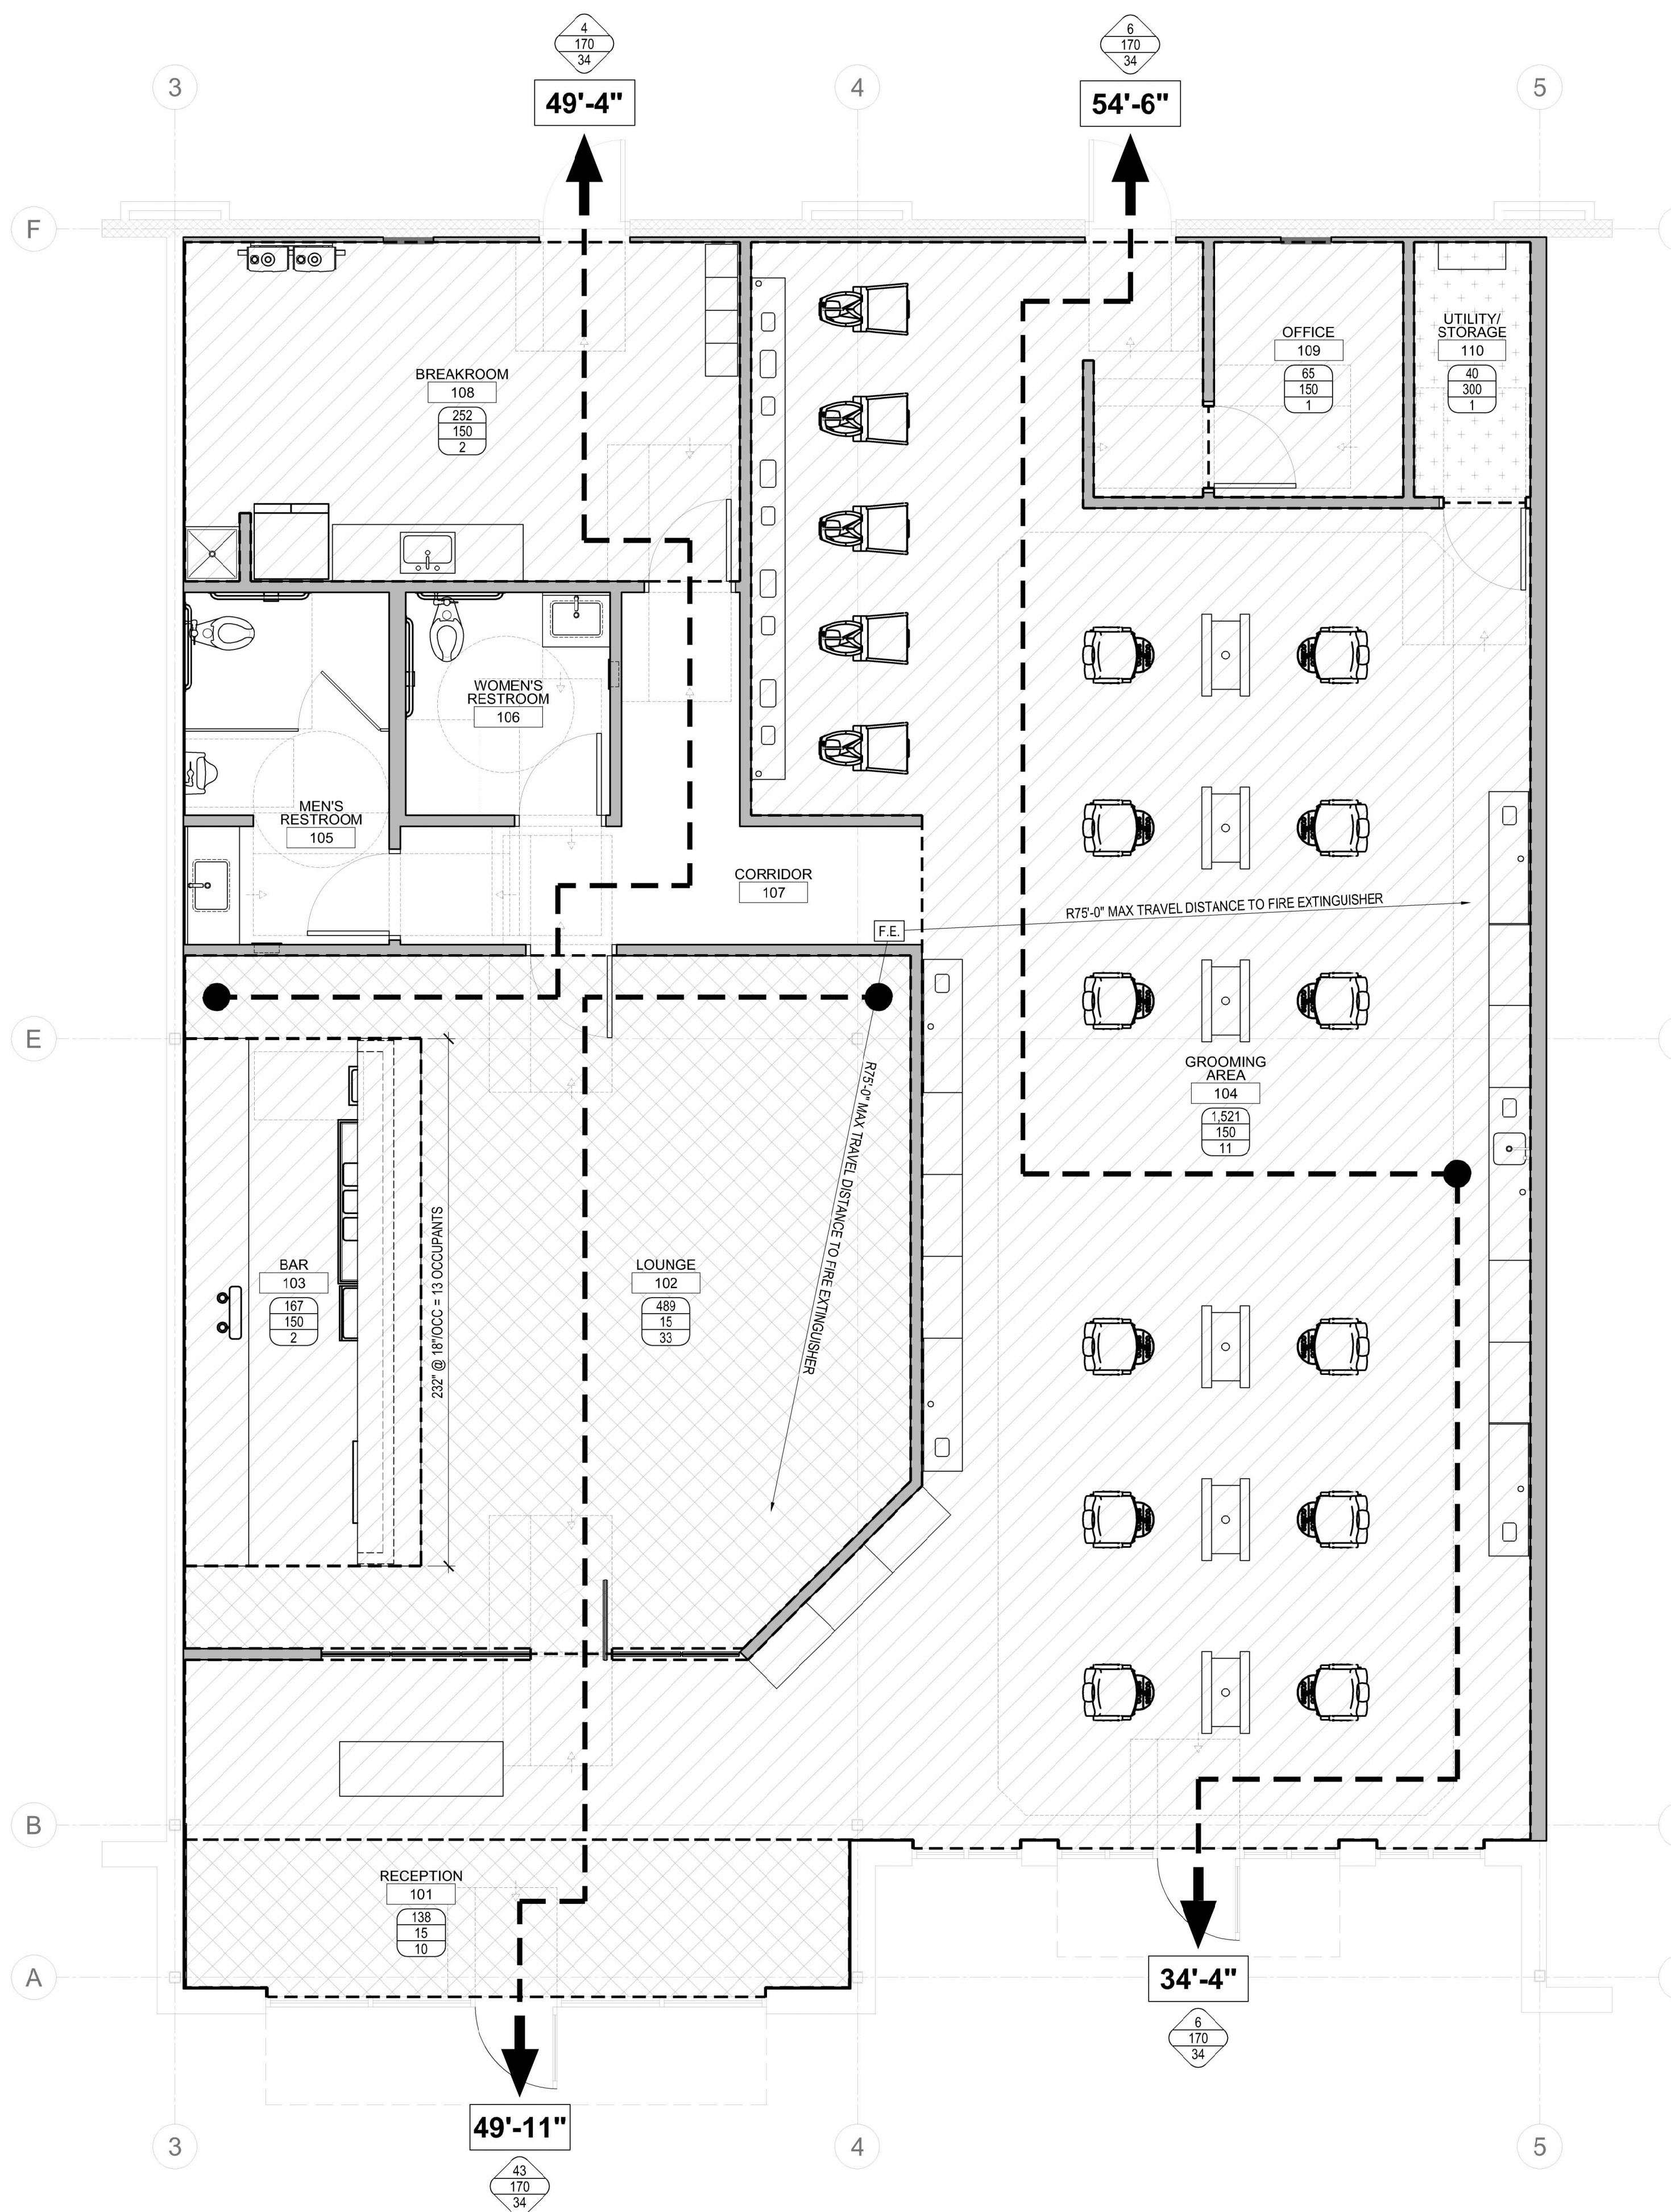 4
170
34
49'-4"
6
170
34
54'-6"
3
4
5
F
BREAKROOM
108
252
150
2
OFFICE
109
65
150
1
UTILITY/
STORAGE
110
40
300
1
WOMEN'S
RESTROOM
106
MEN'S
RESTROOM
105
CORRIDOR
107
F.E.
R75'-0" MAX TRAVEL DISTANCE TO FIRE EXTINGUISHER
E
R75'-0" MAX TRAVEL DISTANCE TO FIRE EXTINGUISHER
GROOMING
AREA
104
1,521
150
11
BAR
103
167
150
2
232" @ 18"/OCC = 13 OCCUPANTS
LOUNGE
102
489
15
33
B
RECEPTION
101
138
15
10
A
34'-4"
6
170
34
49'-11"
43
170
34
3
4
5